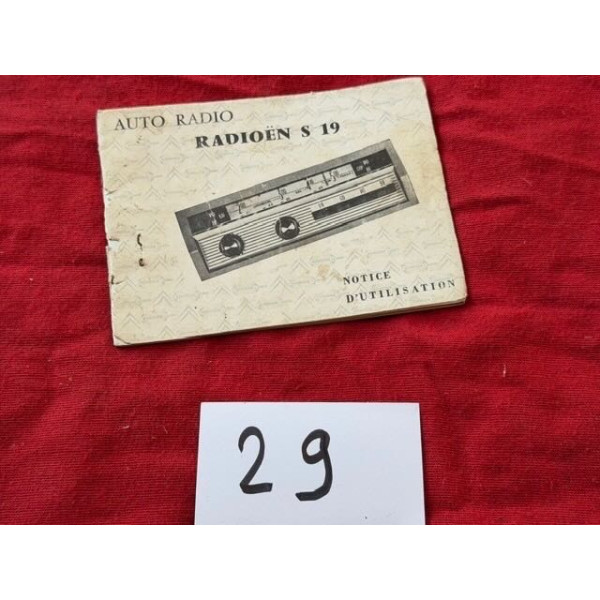 AUTO RADIO
RADIOËN S 19
NOTICE
D'UTILISATION
29